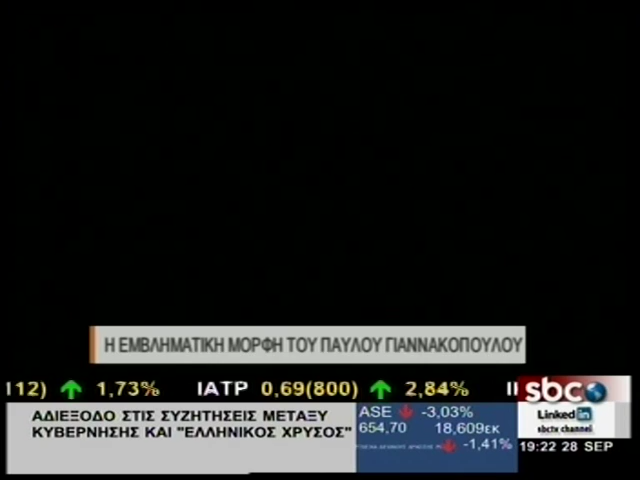 Η ΕΜΒΛΗΜΑΤΙΚΗ ΜΟΡΦΗ ΤΟΥ ΠΑΥΛΟΥ ΓΙΑΝΝΑΚΟΠΟΥΛΟΥ
112) 1,73% ΙΑΤΡ 0,69(800) 2,84%
sbc
ΑΔΙΕΞΟΔΟ ΣΤΙΣ ΣΥΖΗΤΗΣΕΙΣ ΜΕΤΑΞΥ
ΚΥΒΕΡΝΗΣΗΣ ΚΑΙ "ΕΛΛΗΝΙΚΟΣ ΧΡΥΣΟΣ"
ASE -3,03%
654,70 18,609εκ
-1,41%
Linked in
sbctv channel
19:22 28 SEP